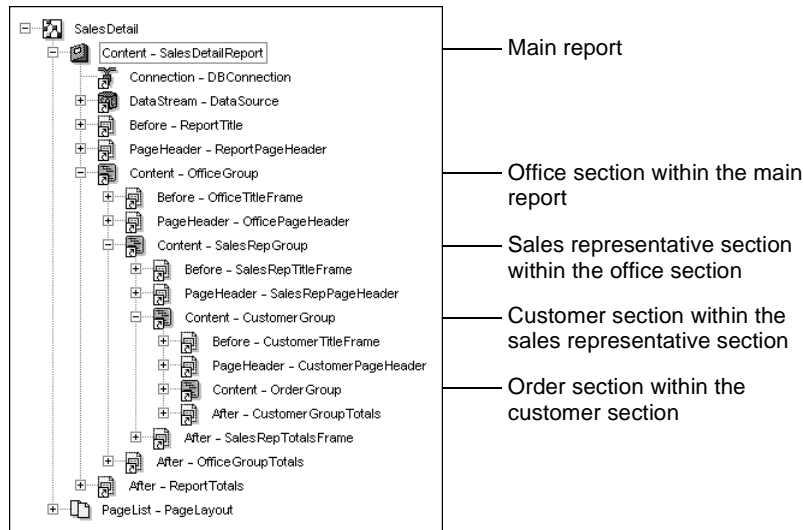 SalesDetail
Content - SalesDetailReport
Main report
Connection - DBConnection
DataStream - DataSource
Before - ReportTitle
PageHeader - ReportPageHeader
Content - OfficeGroup
Office section within the main
report
Before - OfficeTitleFrame
PageHeader - OfficePageHeader
Content - SalesRepGroup
Sales representative section
within the office section
Before - SalesRepTitleFrame
PageHeader - SalesRepPageHeader
Content - CustomerGroup
Customer section within the
sales representative section
Before - CustomerTitleFrame
PageHeader - CustomerPageHeader
Content - OrderGroup
Order section within the
customer section
After - CustomerGroupTotals
After - SalesRepTotalsFrame
After - OfficeGroupTotals
After - ReportTotals
PageList - PageLayout